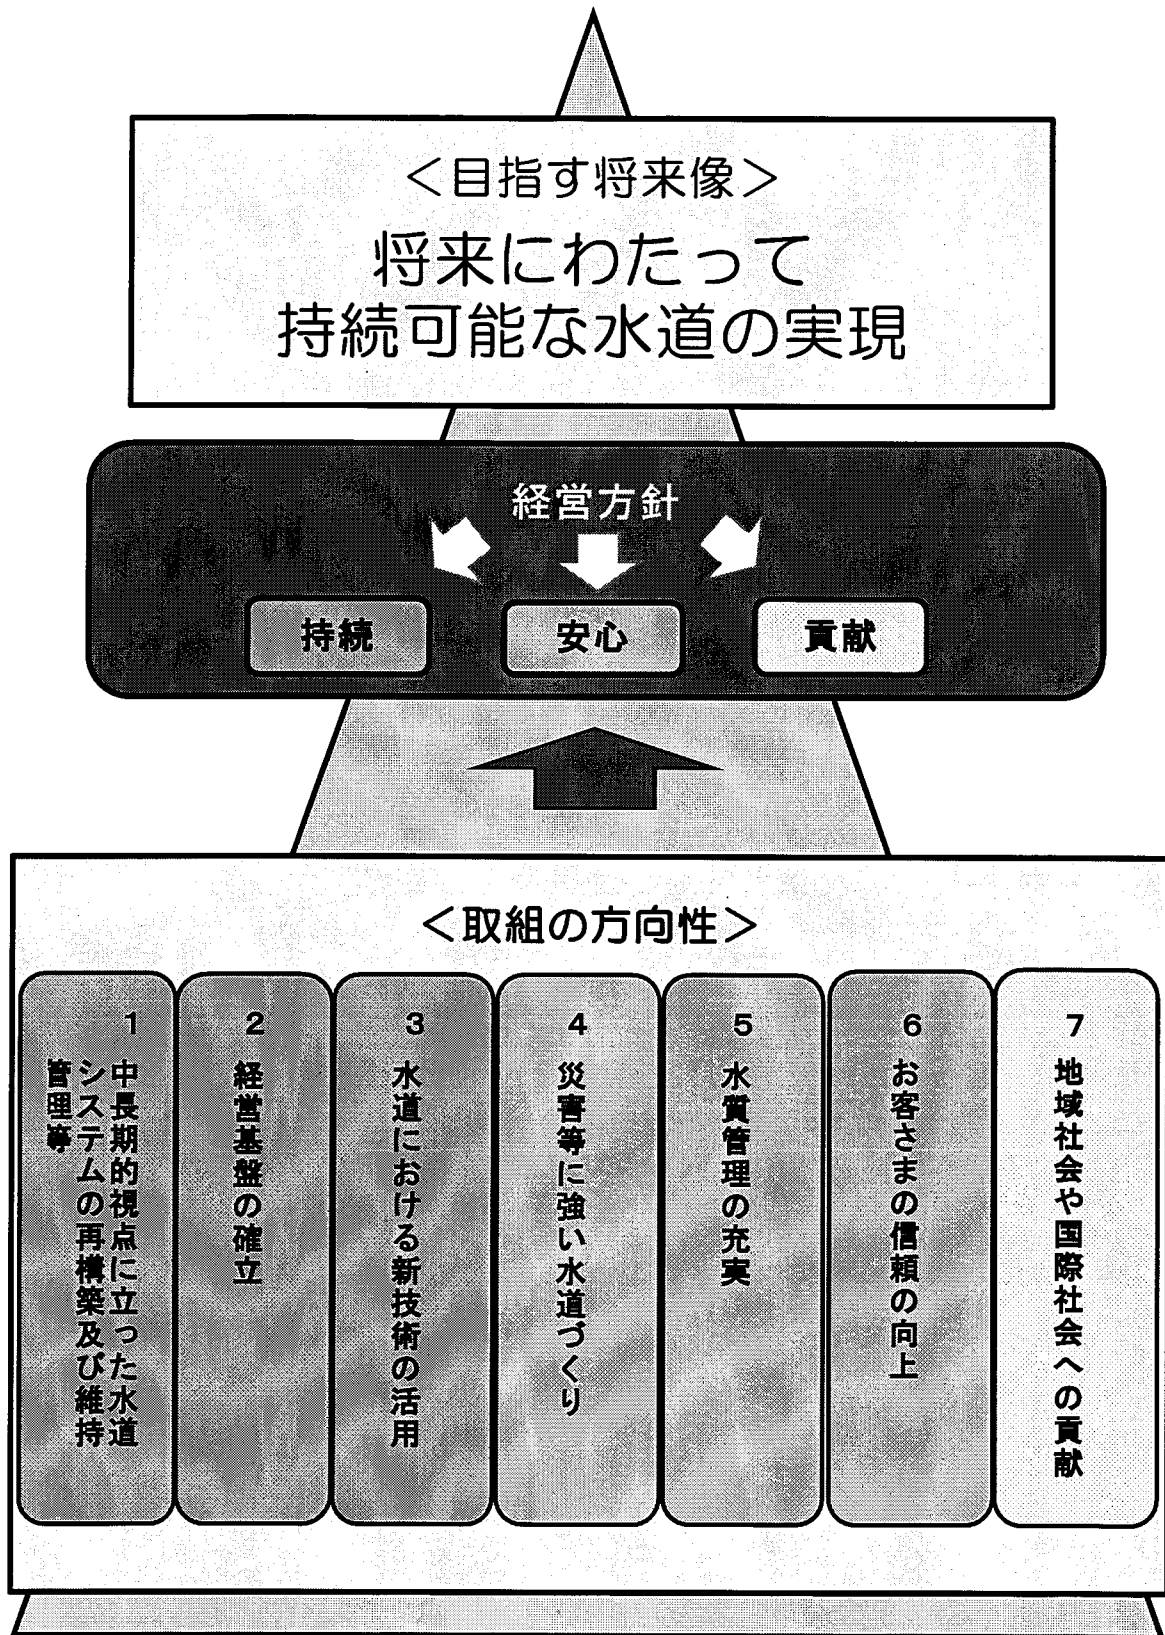 ＜目指す将来像＞
将来にわたって
持続可能な水道の実現
経営方針
持続
安心
貢献
＜取組の方向性＞
1
中長期的視点に立った水道
システムの再構築及び維持
管理等
2
経営基盤の確立
3
水道における新技術の活用
4
災害等に強い水道づくり
5
水質管理の充実
6
お客さまの信頼の向上
7
地域社会や国際社会への貢献